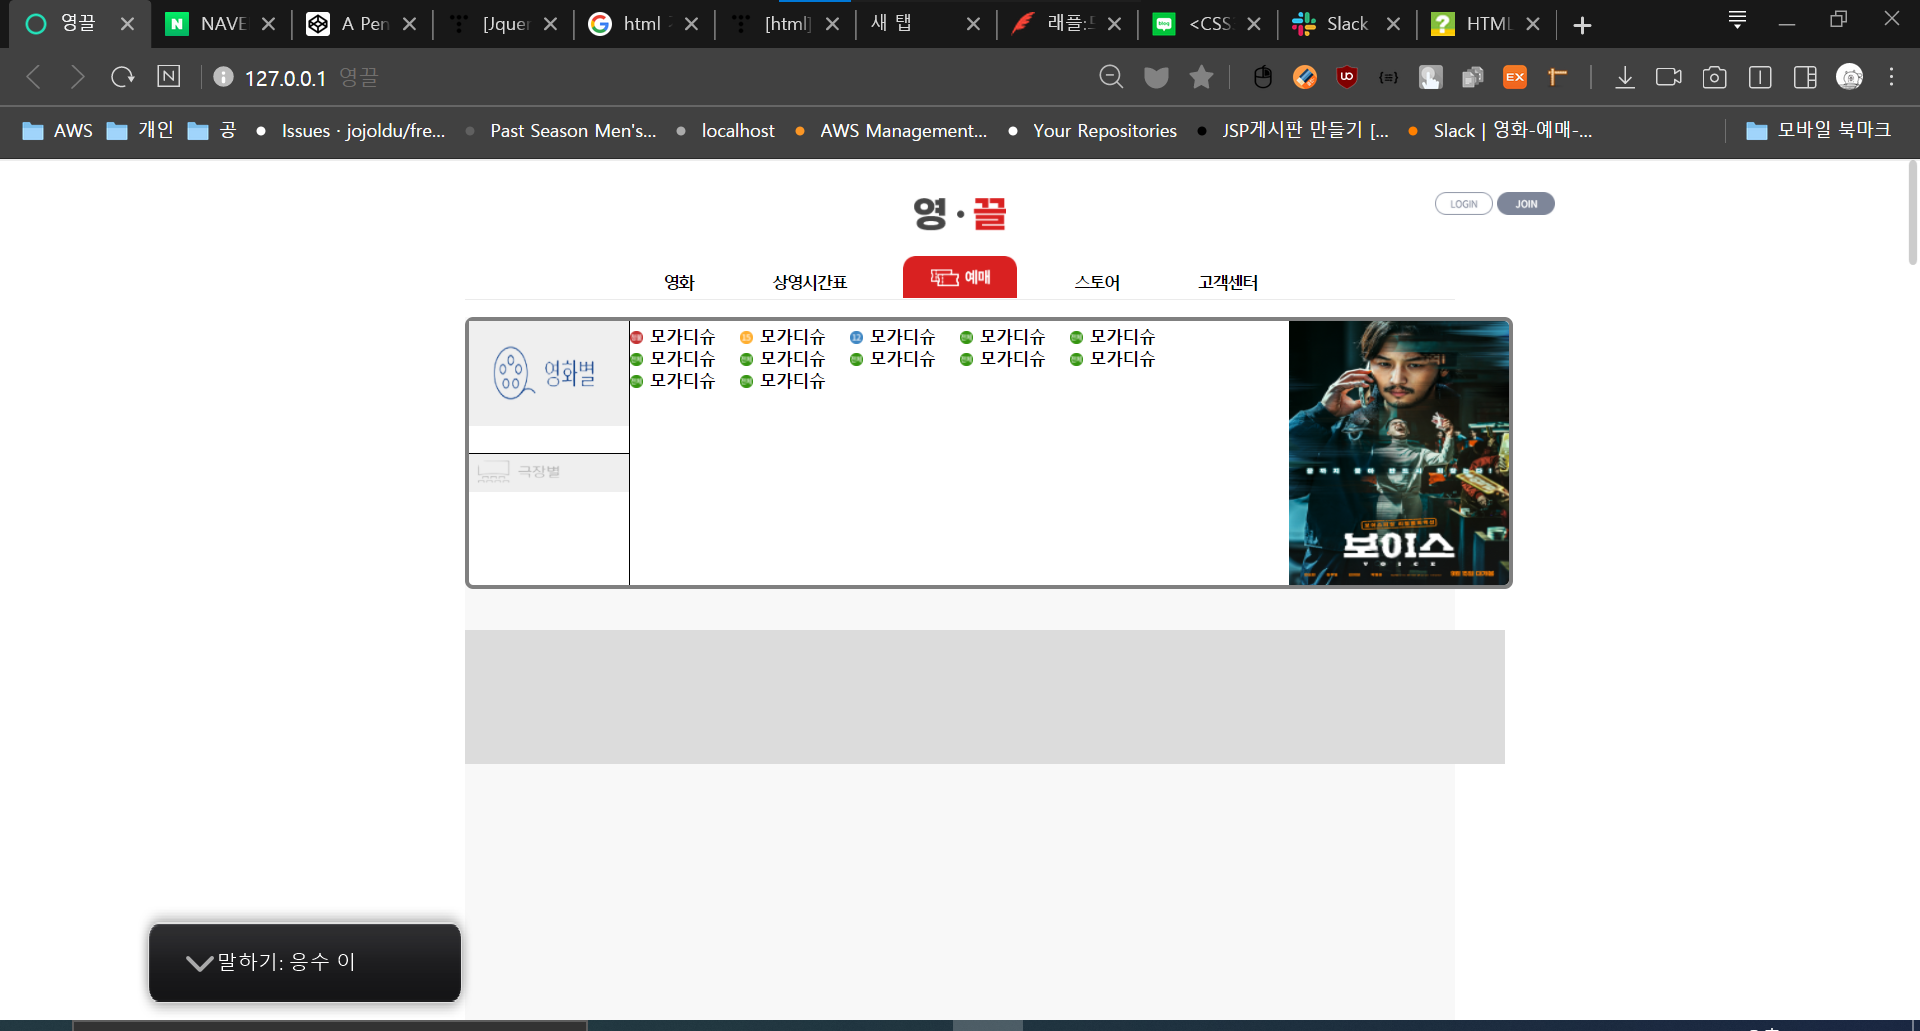 영끌 NAVE A Pen [Jquer html [html] 새 탭 래플: <CSS Slack HTML
127.0.0.1 영끌
AWS 개인 공 Issues · jojoldu/fre... Past Season Men's... localhost AWS Management... Your Repositories JSP게시판 만들기 [... Slack | 영화-예매-... 모바일 북마크
영·끌
LOGIN JOIN
영화 상영시간표 예매 스토어 고객센터
영화별
극장별
모가디슈 15 모가디슈 12 모가디슈 모가디슈 모가디슈
모가디슈 모가디슈 모가디슈 모가디슈 모가디슈
모가디슈 모가디슈
보이스
VOICE
말하기: 응수 이